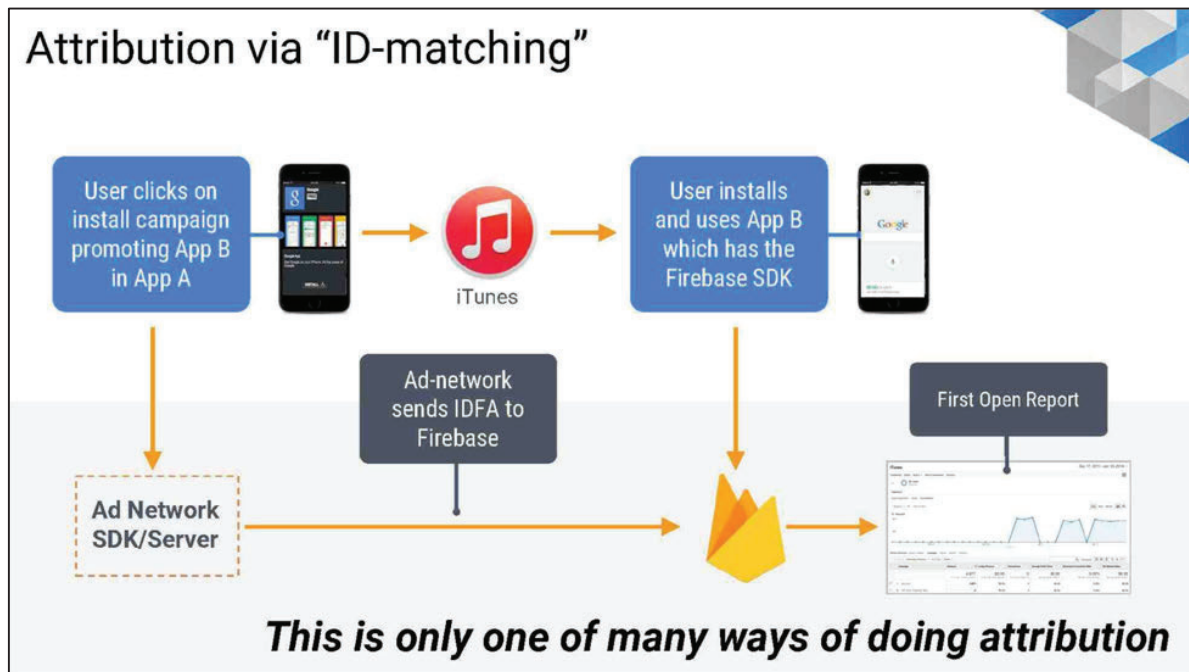 Attribution via “ID-matching”
User clicks on
install campaign
promoting App B
in App A
iTunes
User installs
and uses App B
which has the
Firebase SDK
Google
Ad-network
sends IDFA to
Firebase
First Open Report
Ad Network
SDK/Server
This is only one of many ways of doing attribution